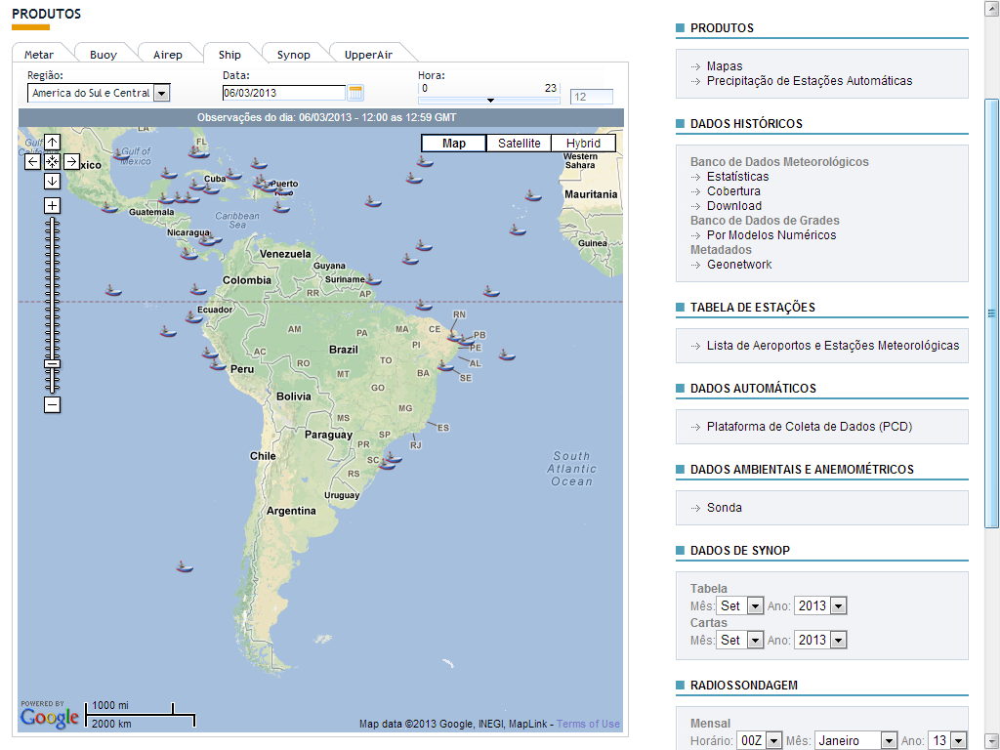 PRODUTOS
Metar Buoy Airep Ship Synop UpperAir
Região: Data: Hora:
America do Sul e Central 06/03/2013 0 23 12
Observações do dia: 06/03/2013 - 12:00 as 12:59 GMT
Map Satellite Hybrid
LA
FL
Gulf of Mexico
Gulf
xico
Cuba
Puerto
Western Sahara
Mauritania
Guatemala
Caribbean Sea
Nicaragua
Guinea
Venezuela
Guyana
Suriname
Colombia
RR AP
Ecuador
RN
AM PA MA CE PB
PI PE
AC Brazil
RO TO AL
Peru MT BA SE
GO
Bolivia
MG
MS ES
Paraguay SP
PR RJ
Chile SC
RS
Uruguay
South Atlantic Ocean
Argentina
POWERED BY
Google
1000 mi
2000 km
Map data ©2013 Google, INEGI, MapLink - Terms of Use
PRODUTOS
Mapas
Precipitação de Estações Automáticas
DADOS HISTÓRICOS
Banco de Dados Meteorológicos
Estatísticas
Cobertura
Download
Banco de Dados de Grades
Por Modelos Numéricos
Metadados
Geonetwork
TABELA DE ESTAÇÕES
Lista de Aeroportos e Estações Meteorológicas
DADOS AUTOMÁTICOS
Plataforma de Coleta de Dados (PCD)
DADOS AMBIENTAIS E ANEMOMÉTRICOS
Sonda
DADOS DE SYNOP
Tabela
Mês: Set Ano: 2013
Cartas
Mês: Set Ano: 2013
RADIOSSONDAGEM
Mensal
Horário: 00Z Mês: Janeiro Ano: 13